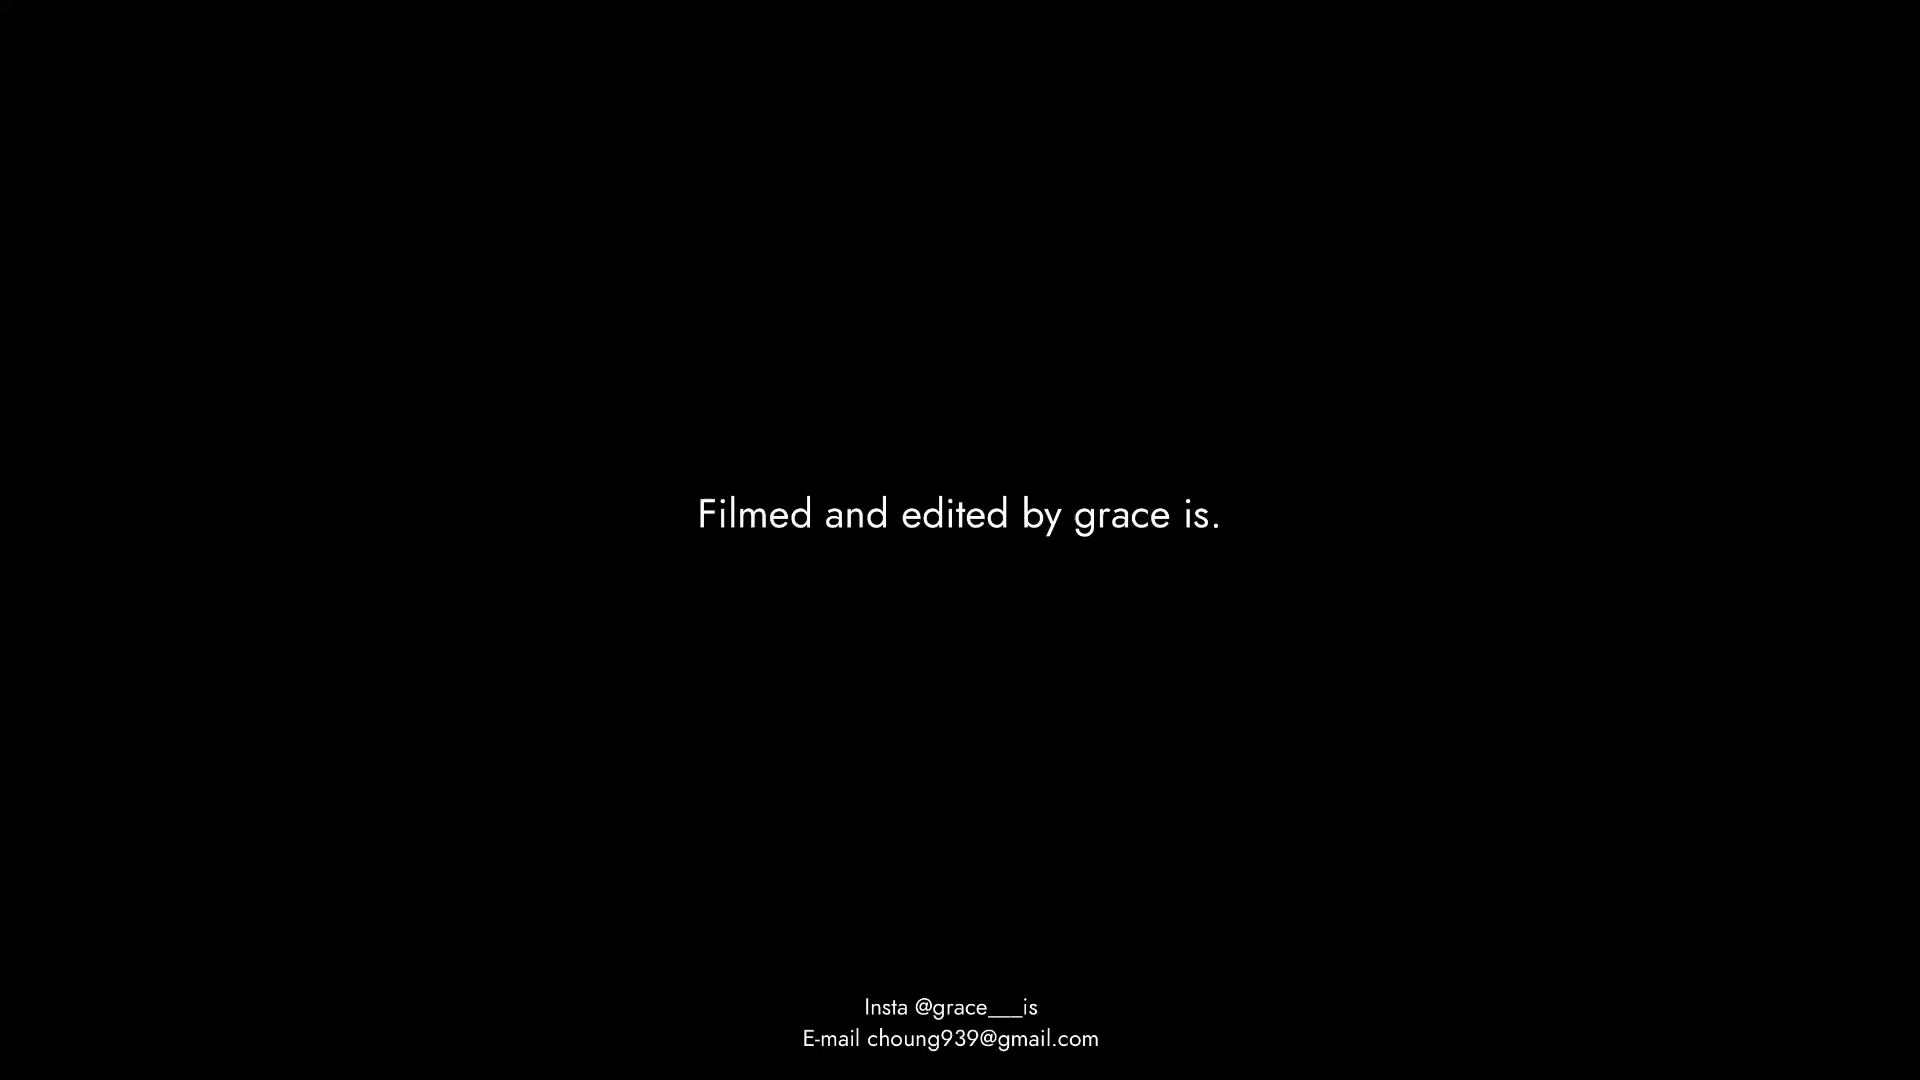 Filmed and edited by grace is.
Insta @grace___is
E-mail choung939@gmail.com